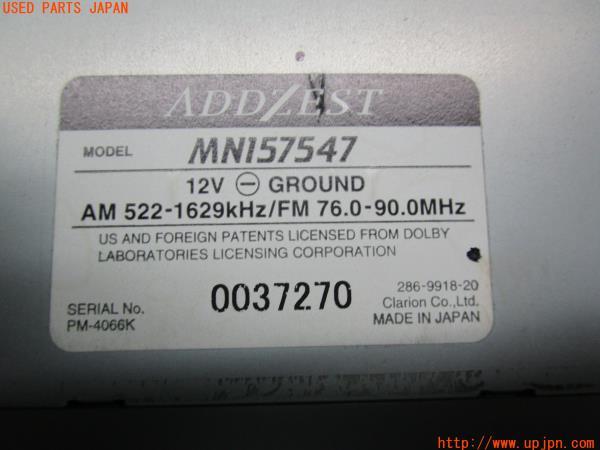 USED PARTS JAPAN
ADDZEST
MODEL MN157547
12V ⊖ GROUND
AM 522-1629kHz/FM 76.0-90.0MHz
US AND FOREIGN PATENTS LICENSED FROM DOLBY
LABORATORIES LICENSING CORPORATION
SERIAL No. 0037270
PM-4066K
286-9918-20
Clarion Co.,Ltd.
MADE IN JAPAN
http://www.upjpn.com/